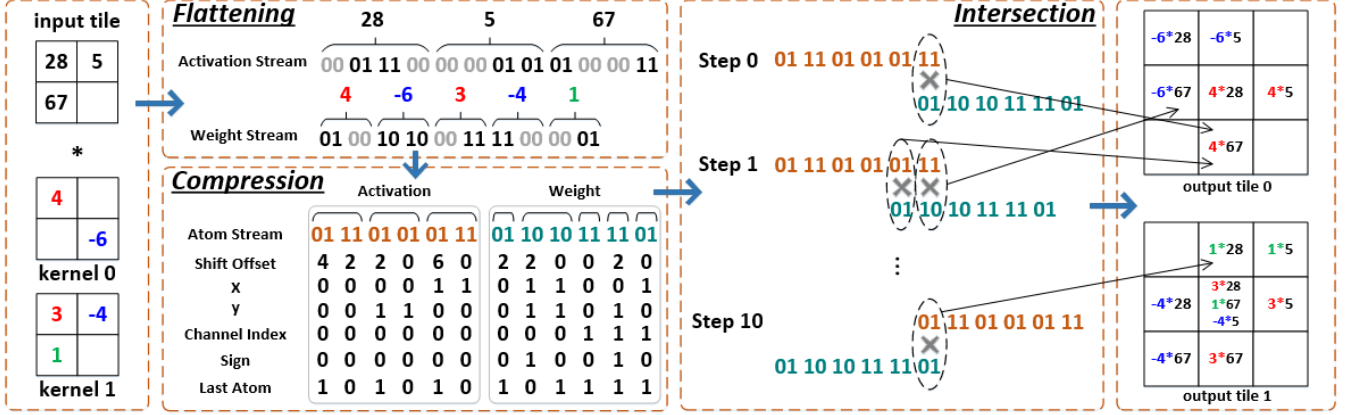 input tile
28 5
67
*
4
-6
kernel 0
3 -4
1
kernel 1
Flattening
28 5 67
Activation Stream 00 01 11 00 00 00 01 01 01 00 00 11
4 -6 3 -4 1
Weight Stream 01 00 10 10 00 11 11 00 00 01
Compression
Activation Weight
Atom Stream 01 11 01 01 01 11 01 10 10 11 11 01
Shift Offset 4 2 2 0 6 0 2 2 0 0 2 0
x 0 0 0 0 1 1 0 1 1 0 0 1
y 0 0 1 1 0 0 0 1 1 0 1 0
Channel Index 0 0 0 0 0 0 0 0 0 1 1 1
Sign 0 0 0 0 0 0 0 1 0 0 1 0
Last Atom 1 0 1 0 1 0 1 0 1 1 1 1
Intersection
Step 0 01 11 01 01 01 11
01 10 10 11 11 01
Step 1 01 11 01 01 01 11
01 10 10 11 11 01
...
Step 10 01 11 01 01 01 11
01 10 10 11 11 01
-6*28 -6*5
-6*67 4*28 4*5
4*67
output tile 0
1*28 1*5
-4*28 3*28 1*67 -4*5 3*5
-4*67 3*67
output tile 1